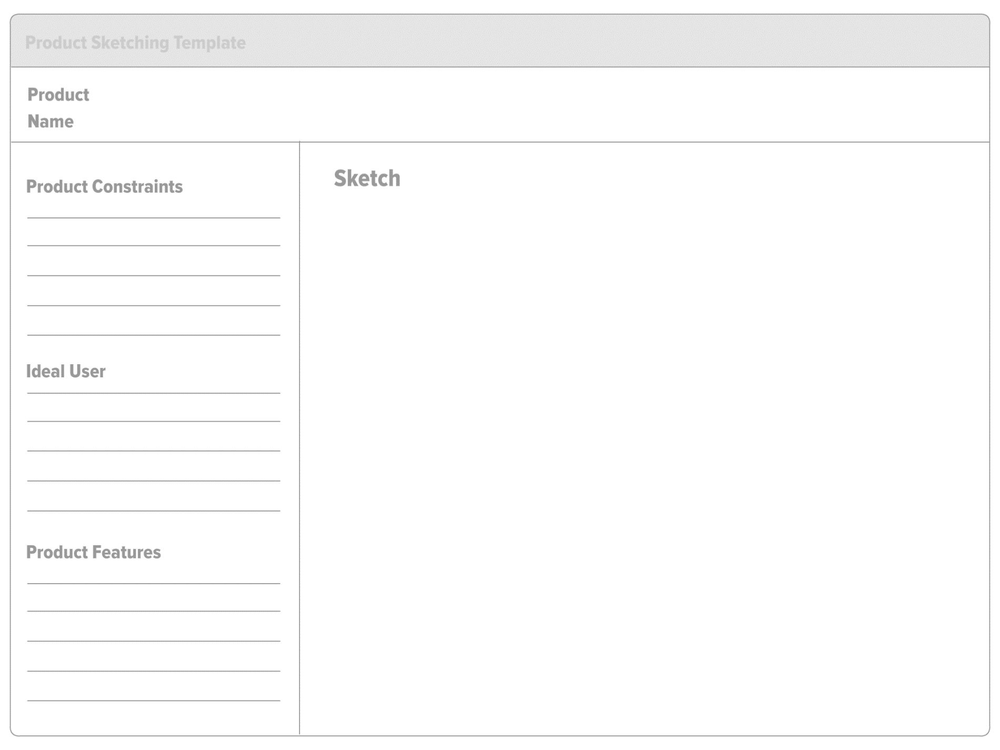 Product Sketching Template
Product
Name
Product Constraints
Ideal User
Product Features
Sketch